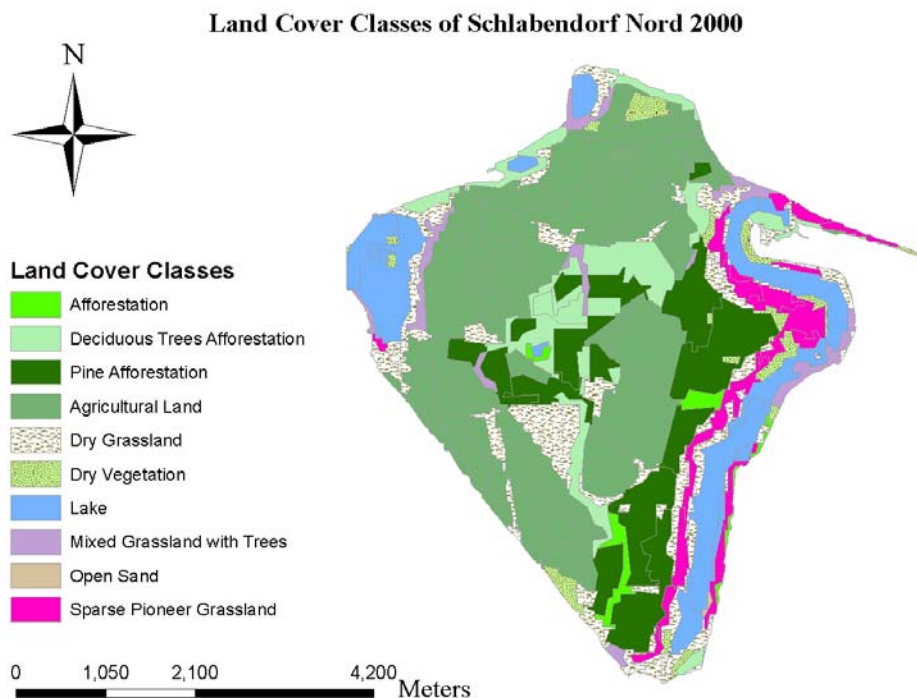 Land Cover Classes of Schlabendorf Nord 2000
N
Land Cover Classes
Afforestation
Deciduous Trees Afforestation
Pine Afforestation
Agricultural Land
Dry Grassland
Dry Vegetation
Lake
Mixed Grassland with Trees
Open Sand
Sparse Pioneer Grassland
0 1,050 2,100 4,200
Meters